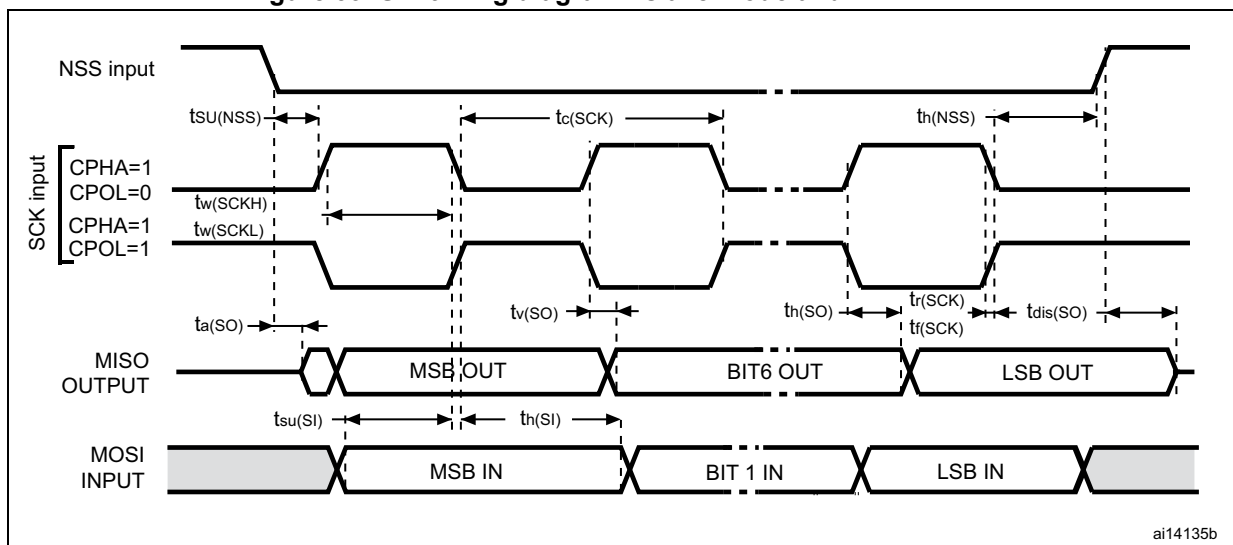 NSS input
tSU(NSS)
tc(SCK)
th(NSS)
SCK input
CPHA=1
CPOL=0
tw(SCKH)
CPHA=1
tw(SCKL)
CPOL=1
ta(SO)
tv(SO)
th(SO)
tr(SCK)
tf(SCK)
tdis(SO)
MISO
OUTPUT
MSB OUT
BIT6 OUT
LSB OUT
tsu(SI)
th(SI)
MOSI
INPUT
MSB IN
BIT 1 IN
LSB IN
ai14135b